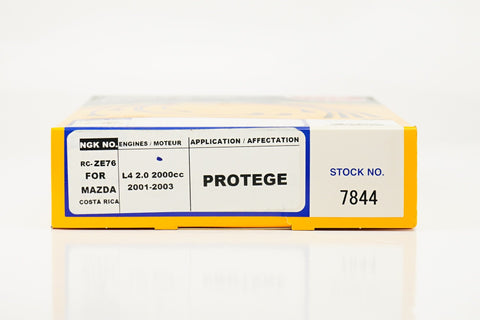 NGK NO.
ENGINES / MOTEUR
APPLICATION / AFFECTATION
RC-ZE76
FOR
MAZDA
COSTA RICA
L4 2.0 2000cc
2001-2003
PROTEGE
STOCK NO.
7844